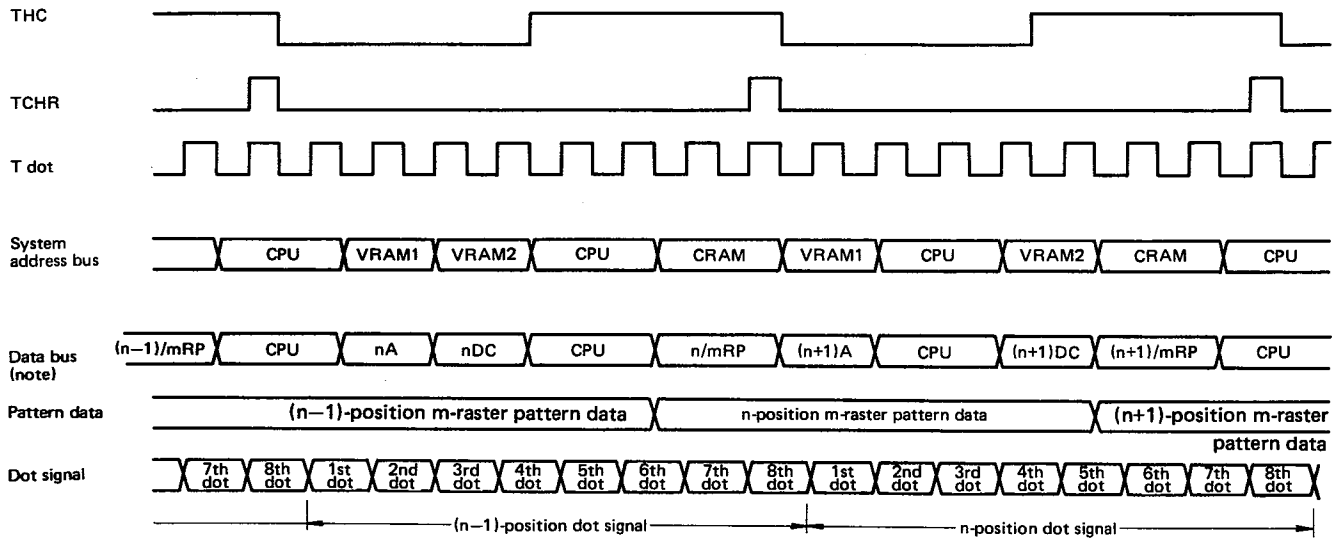 THC
TCHR
T dot
System
address bus
CPU VRAM1 VRAM2 CPU CRAM VRAM1 CPU VRAM2 CRAM CPU
Data bus
(note)
(n−1)/mRP CPU nA nDC CPU n/mRP (n+1)A CPU (n+1)DC (n+1)/mRP CPU
Pattern data
(n−1)-position m-raster pattern data
n-position m-raster pattern data
(n+1)-position m-raster
pattern data
Dot signal
7th dot 8th dot 1st dot 2nd dot 3rd dot 4th dot 5th dot 6th dot 7th dot 8th dot 1st dot 2nd dot 3rd dot 4th dot 5th dot 6th dot 7th dot 8th dot
(n−1)-position dot signal
n-position dot signal